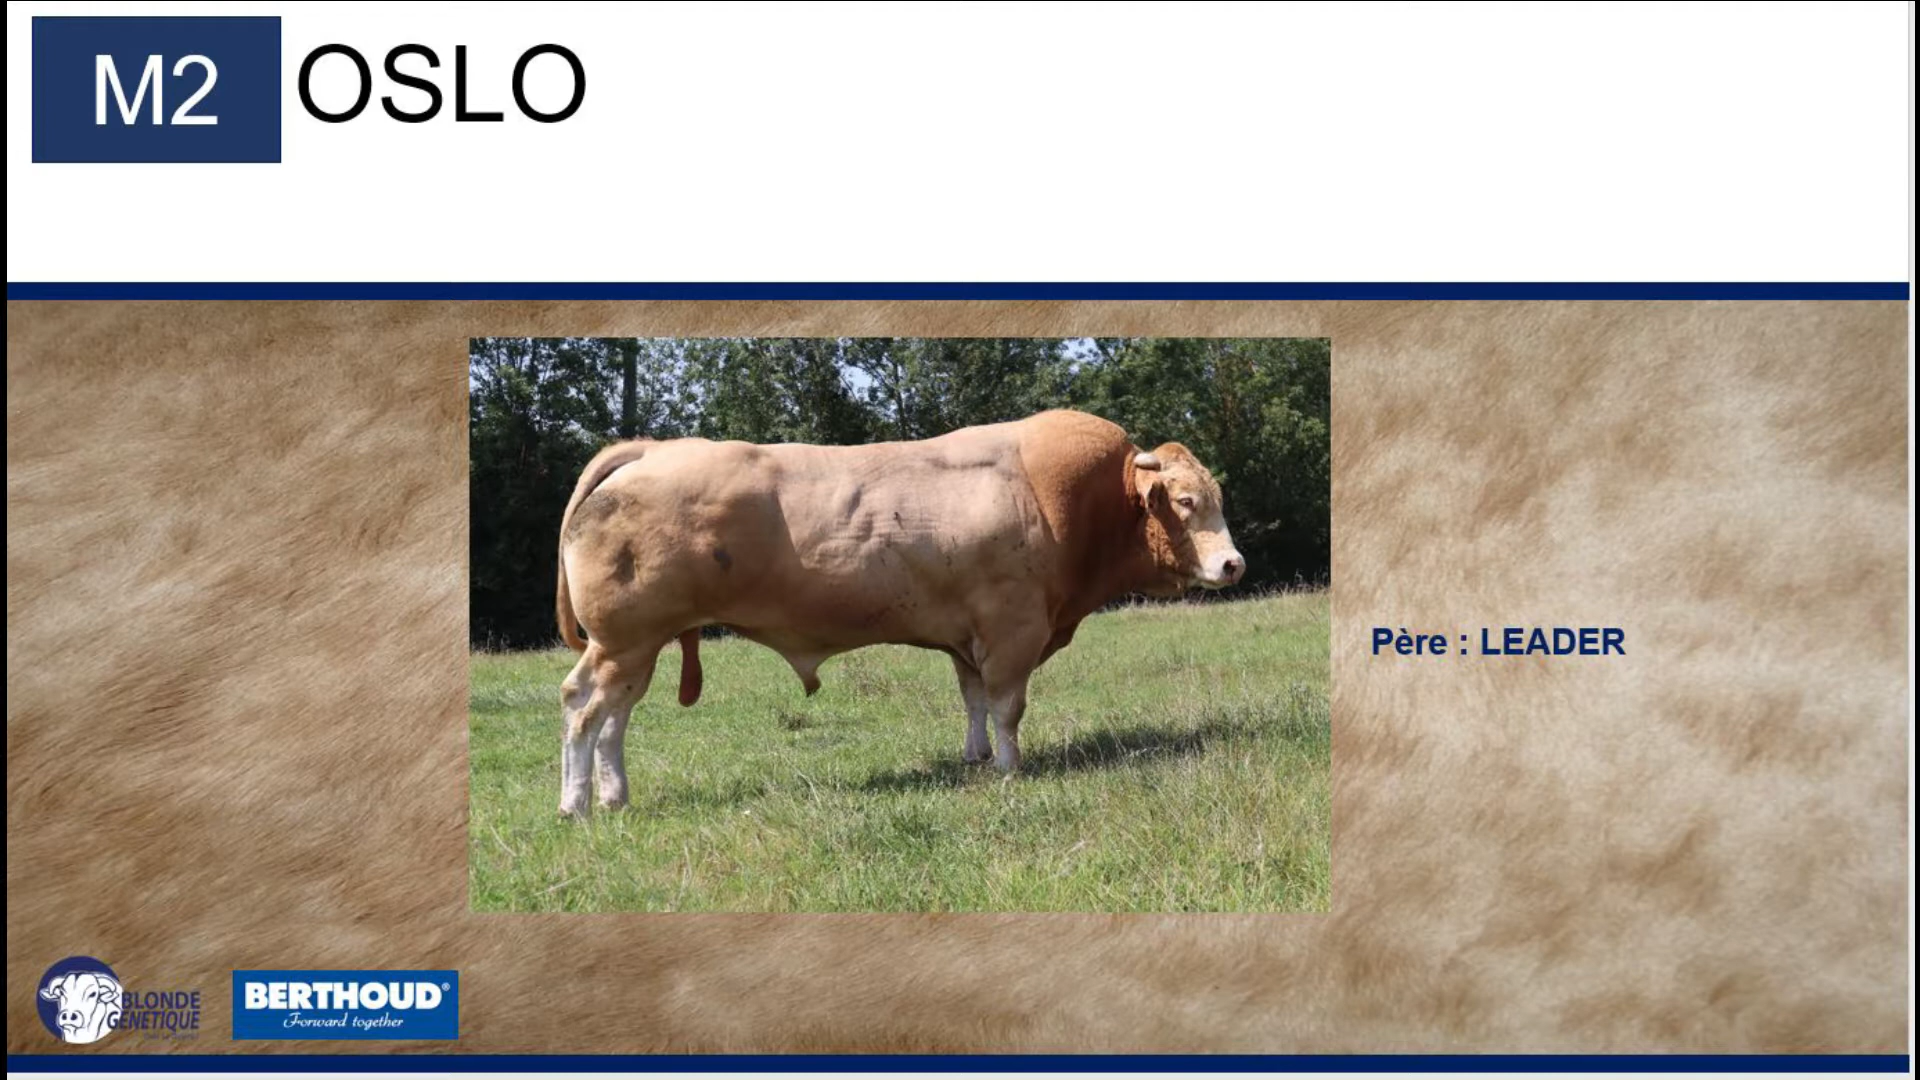 M2
OSLO
Père : LEADER
BLONDE
GENETIQUE
BERTHOUD®
Forward together